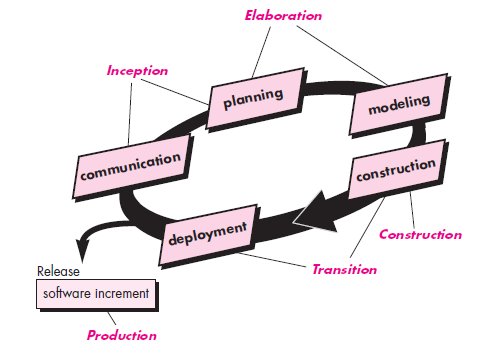 Elaboration
Inception
planning
modeling
communication
construction
deployment
Construction
Release
Transition
software increment
Production